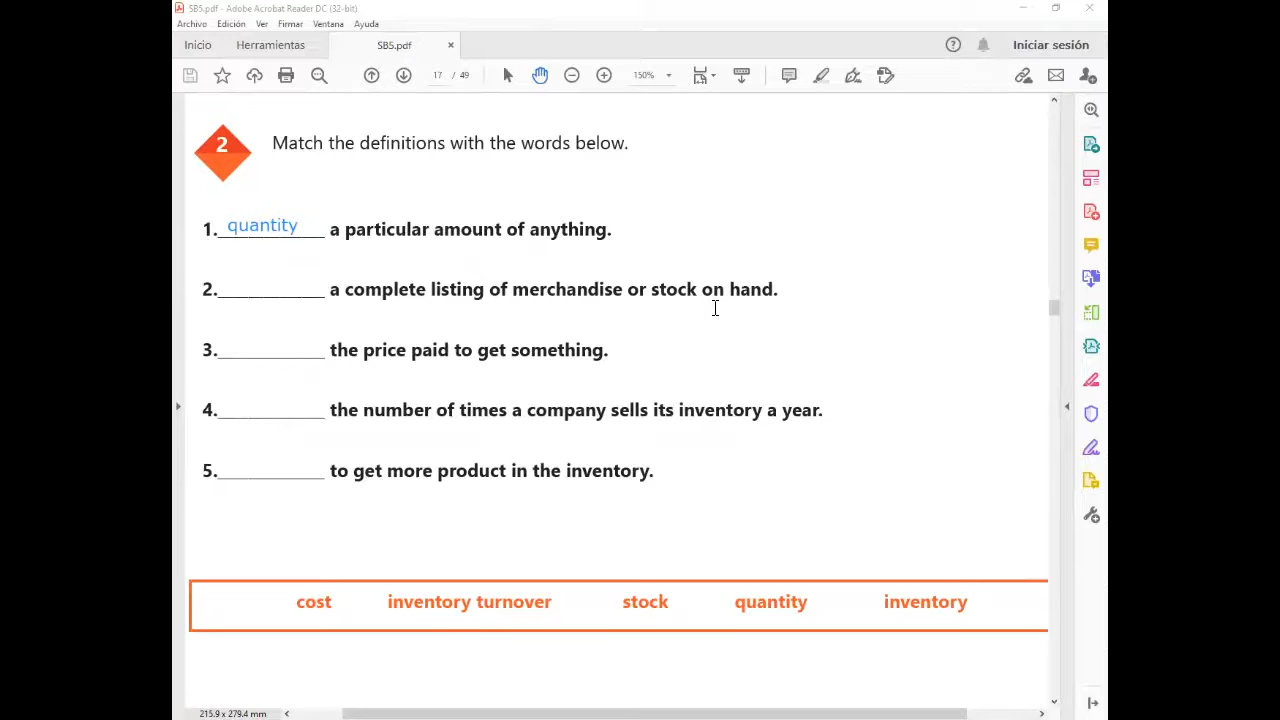 SB5.pdf - Adobe Acrobat Reader DC (32-bit)
Archivo Edición Ver Firmar Ventana Ayuda
Inicio Herramientas SB5.pdf × Iniciar sesión
17 / 49 150%
2 Match the definitions with the words below.
1.quantity a particular amount of anything.
2.____________ a complete listing of merchandise or stock on hand.
3.____________ the price paid to get something.
4.____________ the number of times a company sells its inventory a year.
5.____________ to get more product in the inventory.
cost inventory turnover stock quantity inventory
215.9 x 279.4 mm